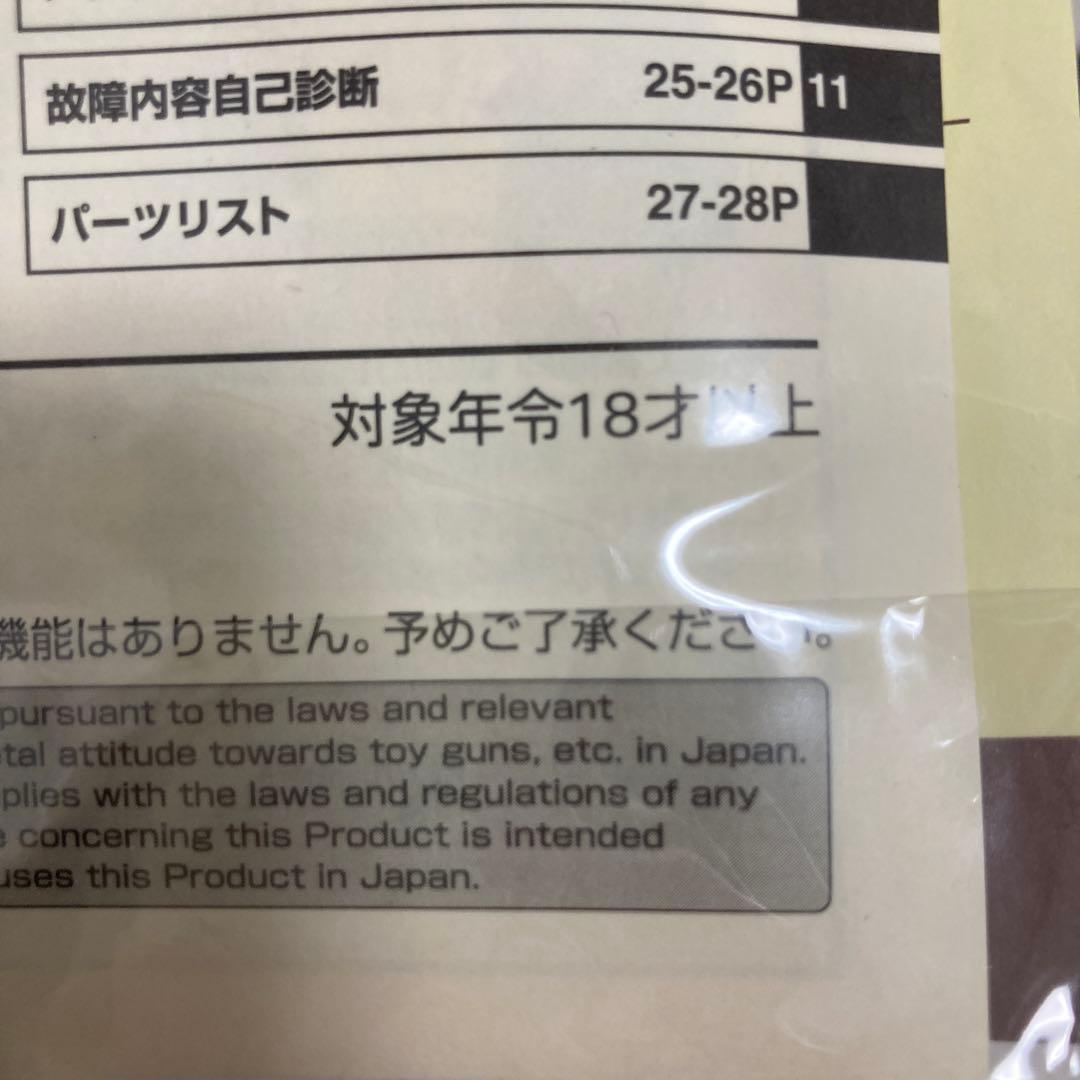 故障内容自己診断 25-26P 11
パーツリスト 27-28P
対象年令18才以上
機能はありません。予めご了承ください。
pursuant to the laws and relevant
etal attitude towards toy guns, etc. in Japan.
plies with the laws and regulations of any
e concerning this Product is intended
uses this Product in Japan.